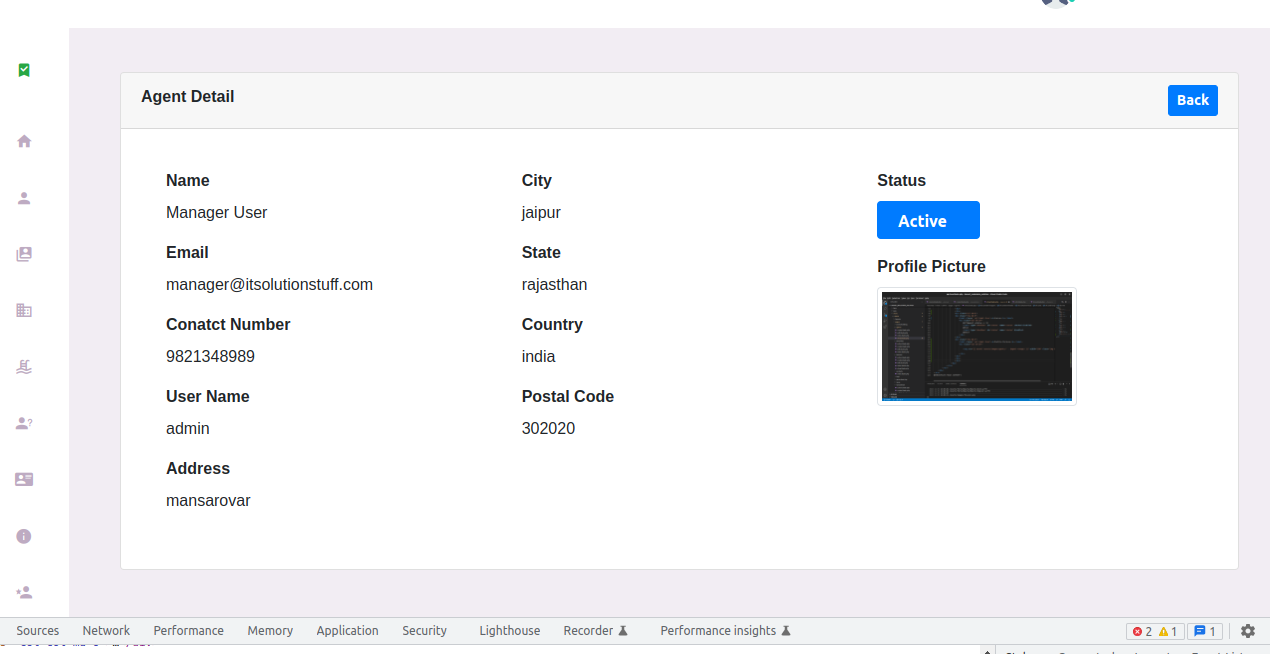 Agent Detail
Back
Name
Manager User
Email
manager@itsolutionstuff.com
Conatct Number
9821348989
User Name
admin
Address
mansarovar
City
jaipur
State
rajasthan
Country
india
Postal Code
302020
Status
Active
Profile Picture
Sources Network Performance Memory Application Security Lighthouse Recorder Performance insights 2 1 1